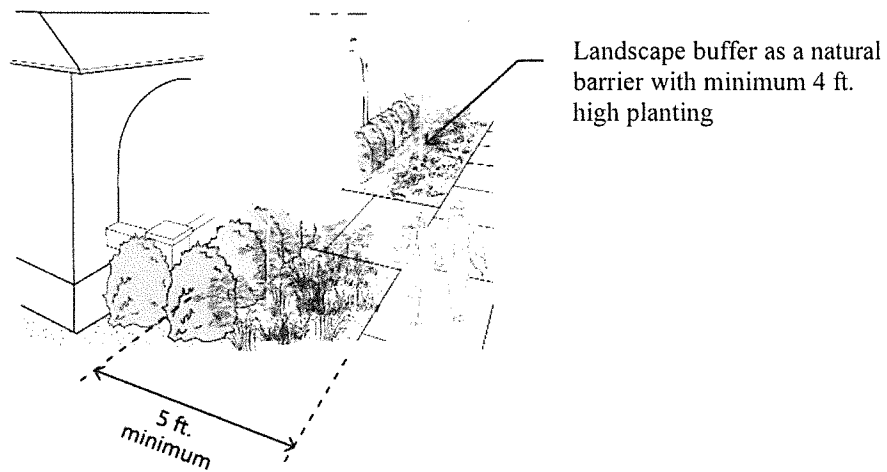 Landscape buffer as a natural
barrier with minimum 4 ft.
high planting
5 ft.
minimum